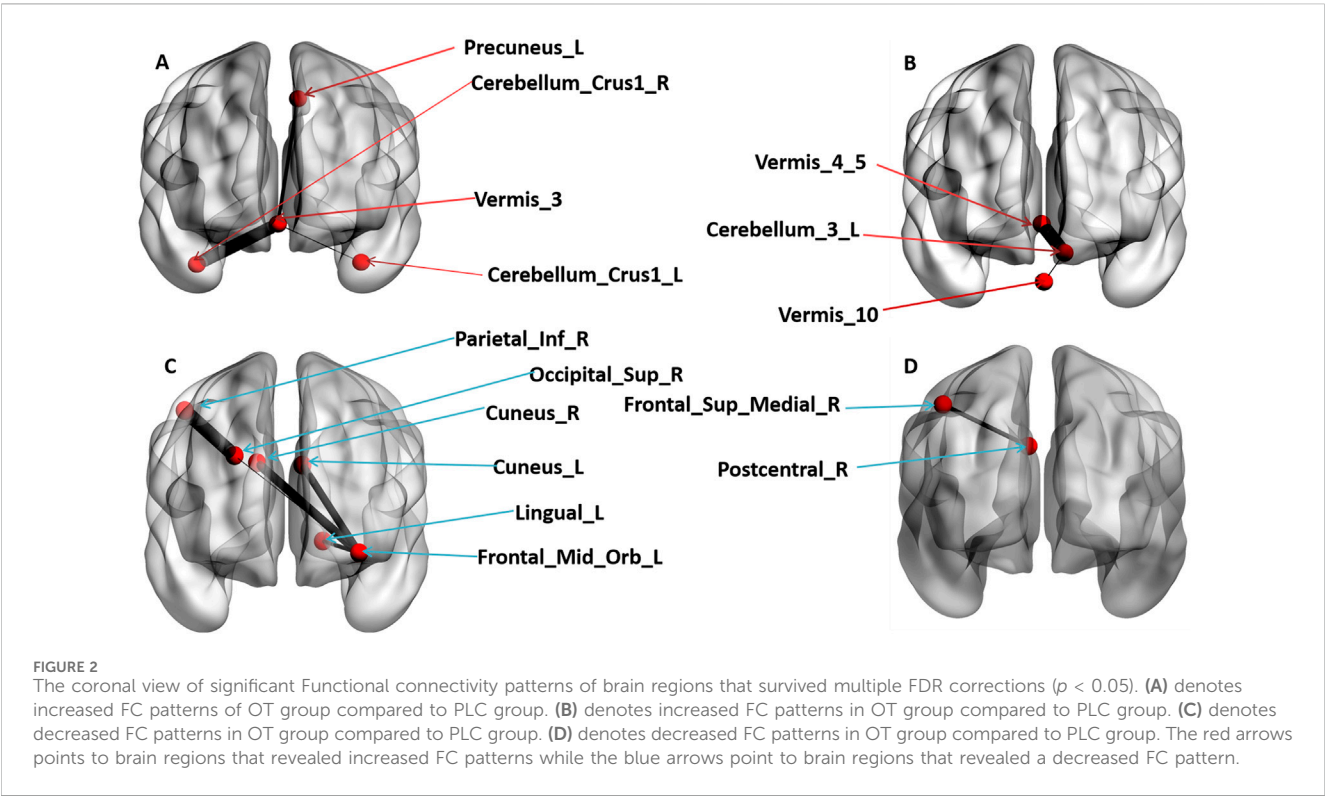 A
Precuneus_L
Cerebellum_Crus1_R
Vermis_3
Cerebellum_Crus1_L
B
Vermis_4_5
Cerebellum_3_L
Vermis_10
C
Parietal_Inf_R
Occipital_Sup_R
Cuneus_R
Cuneus_L
Lingual_L
Frontal_Mid_Orb_L
D
Frontal_Sup_Medial_R
Postcentral_R
FIGURE 2
The coronal view of significant Functional connectivity patterns of brain regions that survived multiple FDR corrections (p < 0.05). (A) denotes
increased FC patterns of OT group compared to PLC group. (B) denotes increased FC patterns in OT group compared to PLC group. (C) denotes
decreased FC patterns in OT group compared to PLC group. (D) denotes decreased FC patterns in OT group compared to PLC group. The red arrows
points to brain regions that revealed increased FC patterns while the blue arrows point to brain regions that revealed a decreased FC pattern.